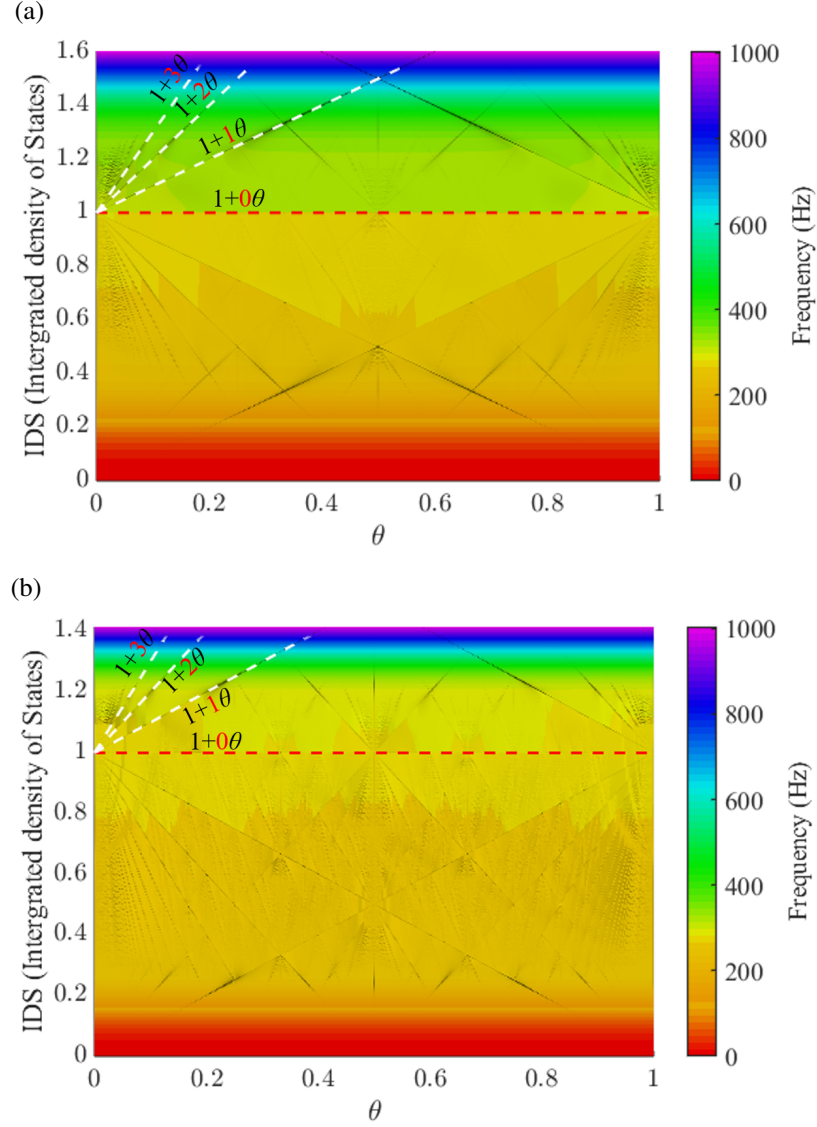 (a)
1.6
1.4
1.2
1
0.8
0.6
0.4
0.2
0
IDS (Intergrated density of States)
1+3θ
1+2θ
1+1θ
1+0θ
0
0.2
0.4
0.6
0.8
1
θ
1000
800
600
400
200
0
Frequency (Hz)
(b)
1.4
1.2
1
0.8
0.6
0.4
0.2
0
IDS (Intergrated density of States)
1+3θ
1+2θ
1+1θ
1+0θ
0
0.2
0.4
0.6
0.8
1
θ
1000
800
600
400
200
0
Frequency (Hz)